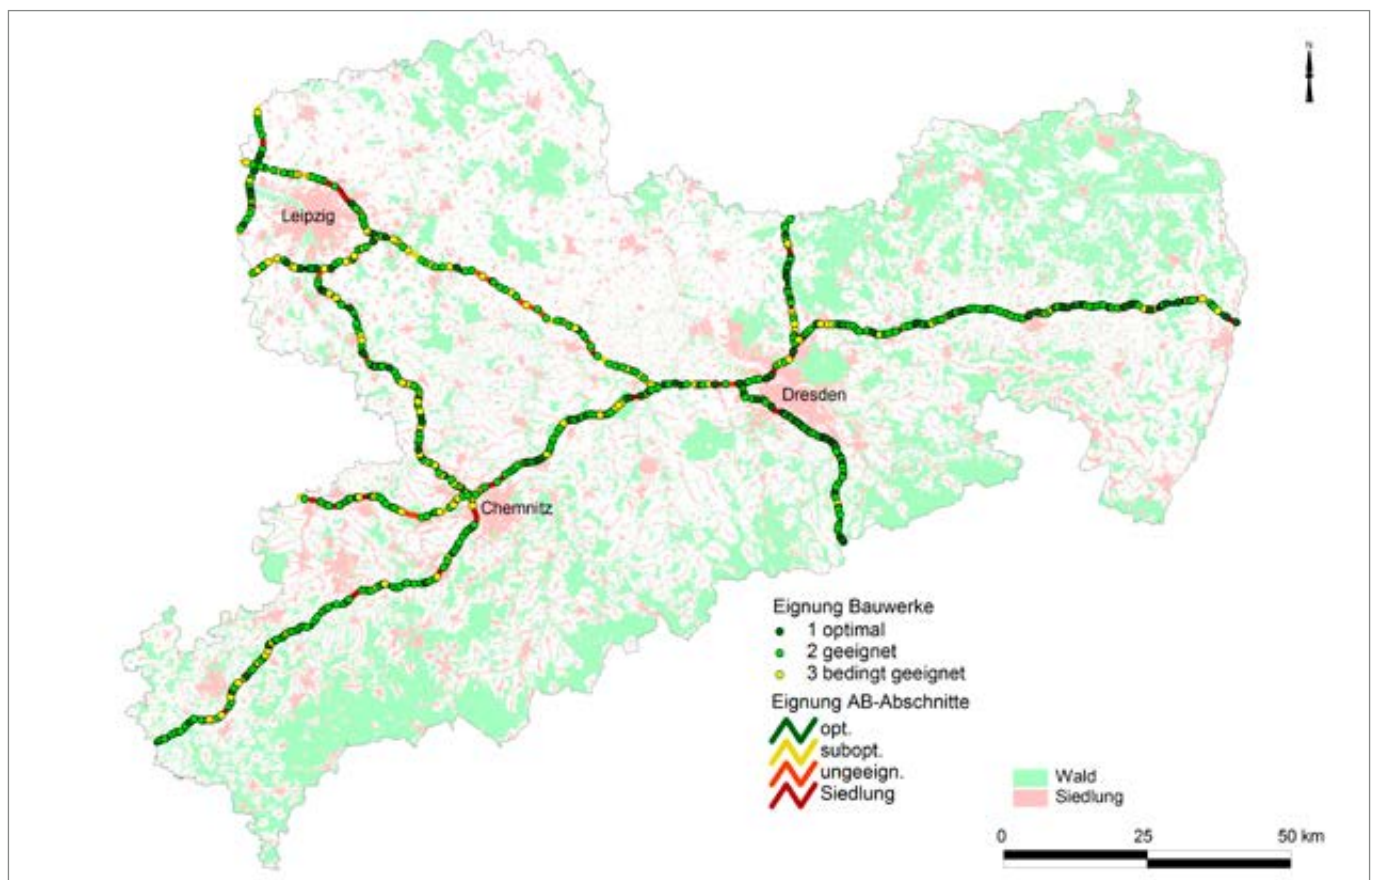 N
Leipzig
Dresden
Chemnitz
Eignung Bauwerke
1 optimal
2 geeignet
3 bedingt geeignet
Eignung AB-Abschnitte
opt.
subopt.
ungeeign.
Siedlung
Wald
Siedlung
0 25 50 km